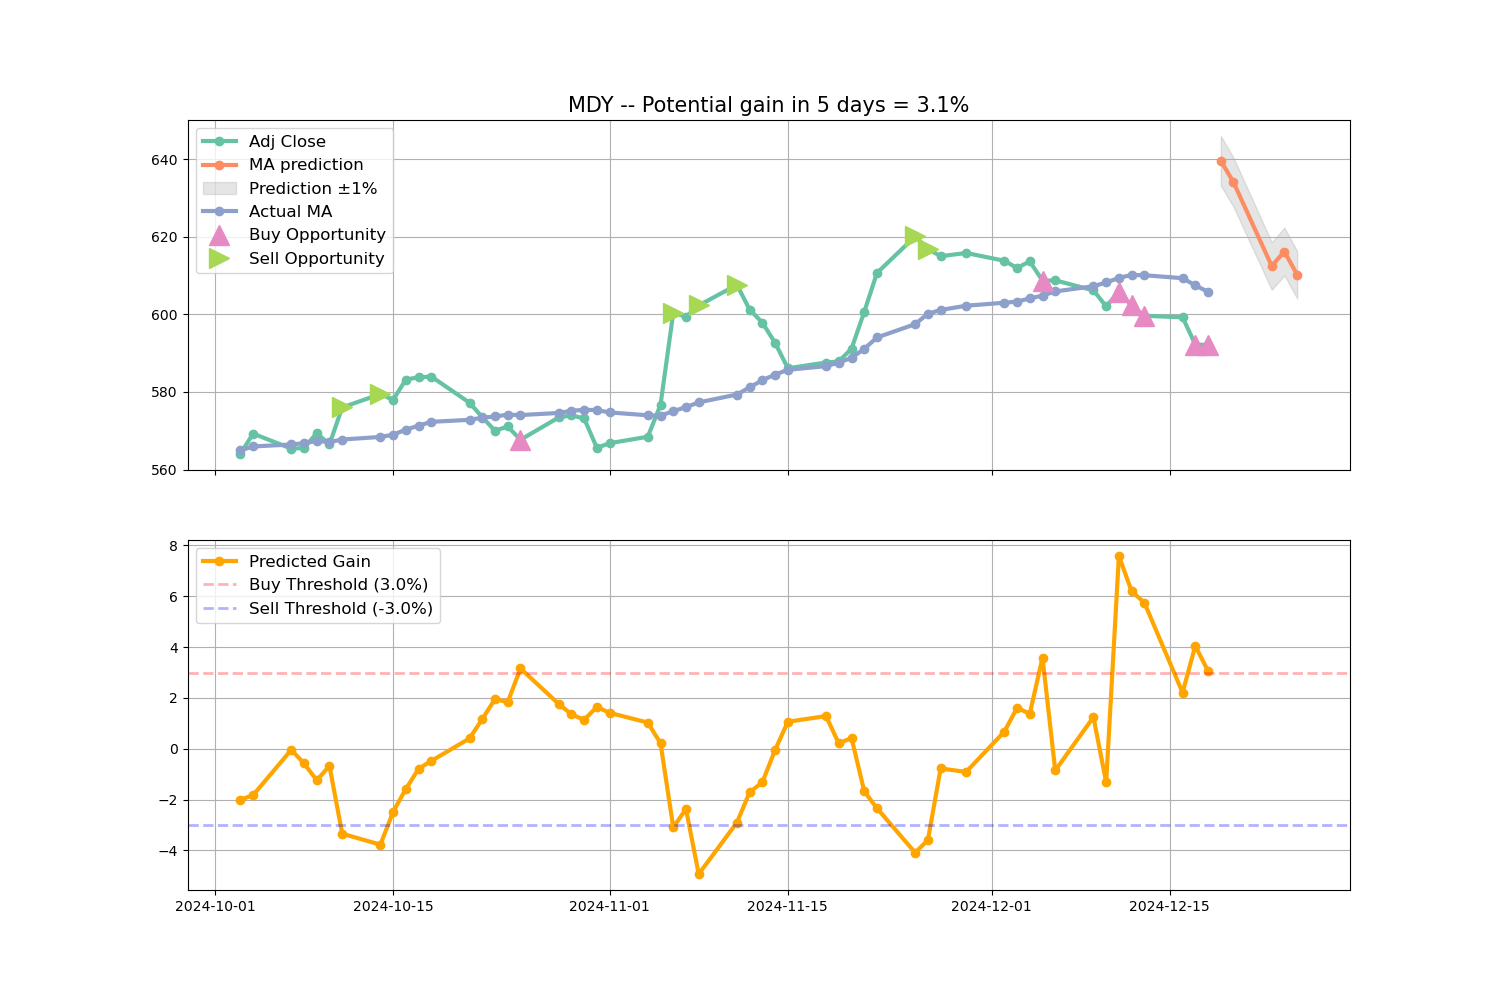 MDY -- Potential gain in 5 days = 3.1%
Adj Close
MA prediction
Prediction ±1%
Actual MA
Buy Opportunity
Sell Opportunity
640
620
600
580
560
Predicted Gain
Buy Threshold (3.0%)
Sell Threshold (-3.0%)
8
6
4
2
0
−2
−4
2024-10-01
2024-10-15
2024-11-01
2024-11-15
2024-12-01
2024-12-15